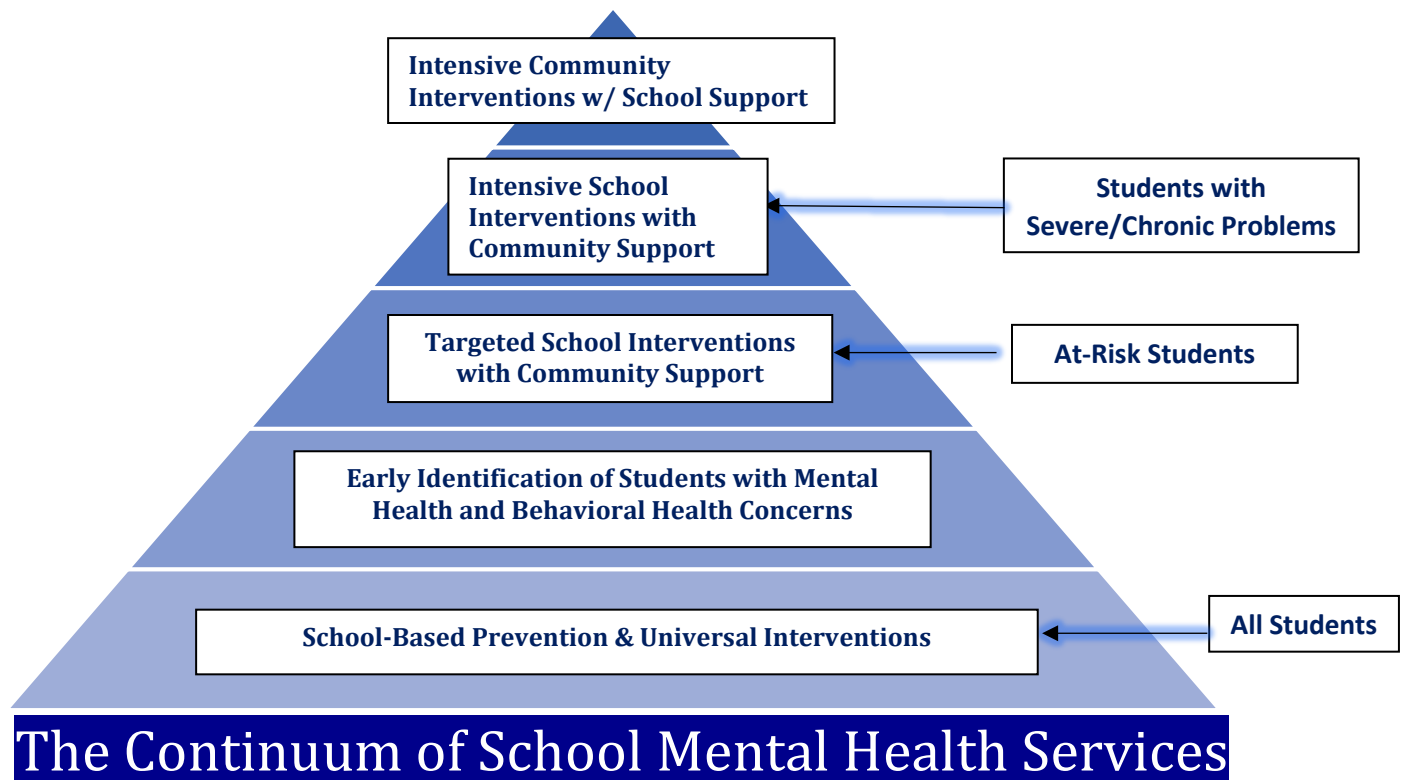 Intensive Community
Interventions w/ School Support
Intensive School
Interventions with
Community Support
Students with
Severe/Chronic Problems
Targeted School Interventions
with Community Support
At-Risk Students
Early Identification of Students with Mental
Health and Behavioral Health Concerns
School-Based Prevention & Universal Interventions
All Students
The Continuum of School Mental Health Services